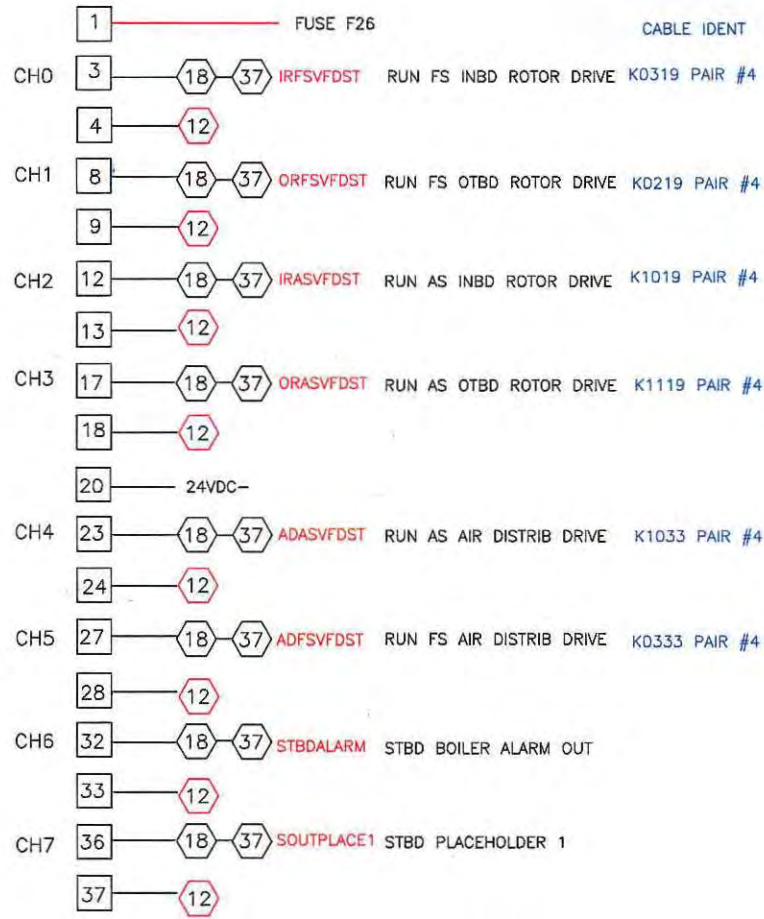 1 FUSE F26 CABLE IDENT
CH0 3 18 37 IRFSVFDST RUN FS INBD ROTOR DRIVE K0319 PAIR #4
4 12
CH1 8 18 37 ORFSVFDST RUN FS OTBD ROTOR DRIVE K0219 PAIR #4
9 12
CH2 12 18 37 IRASVFDST RUN AS INBD ROTOR DRIVE K1019 PAIR #4
13 12
CH3 17 18 37 ORASVFDST RUN AS OTBD ROTOR DRIVE K1119 PAIR #4
18 12
20 24VDC-
CH4 23 18 37 ADASVFDST RUN AS AIR DISTRIB DRIVE K1033 PAIR #4
24 12
CH5 27 18 37 ADFSVFDST RUN FS AIR DISTRIB DRIVE K0333 PAIR #4
28 12
CH6 32 18 37 STBDALARM STBD BOILER ALARM OUT
33 12
CH7 36 18 37 SOUTPLACE1 STBD PLACEHOLDER 1
37 12